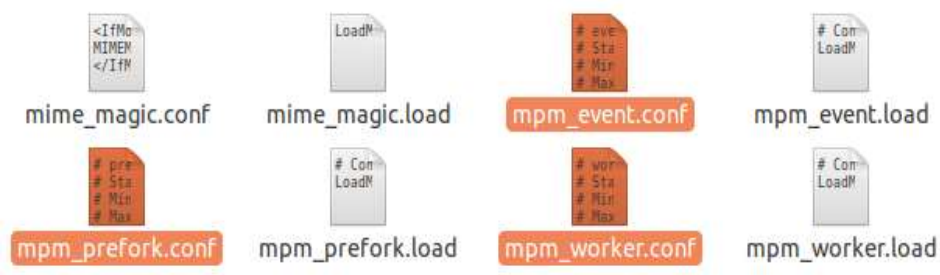 <IfMo
MIMEM
</IfM
LoadM
# eve
# Sta
# Min
# Max
# Con
LoadM
mime_magic.conf
mime_magic.load
mpm_event.conf
mpm_event.load
# pre
# Sta
# Min
# Max
# Con
LoadM
# wor
# Sta
# Min
# Max
# Con
LoadM
mpm_prefork.conf
mpm_prefork.load
mpm_worker.conf
mpm_worker.load